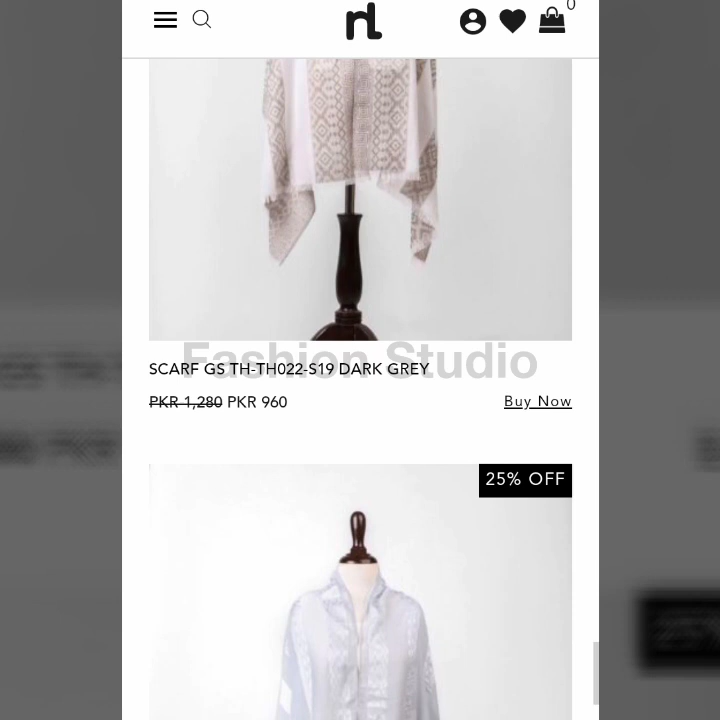 nL
0
Fashion Studio
SCARF GS TH-TH022-S19 DARK GREY
PKR 1,280 PKR 960
Buy Now
25% OFF